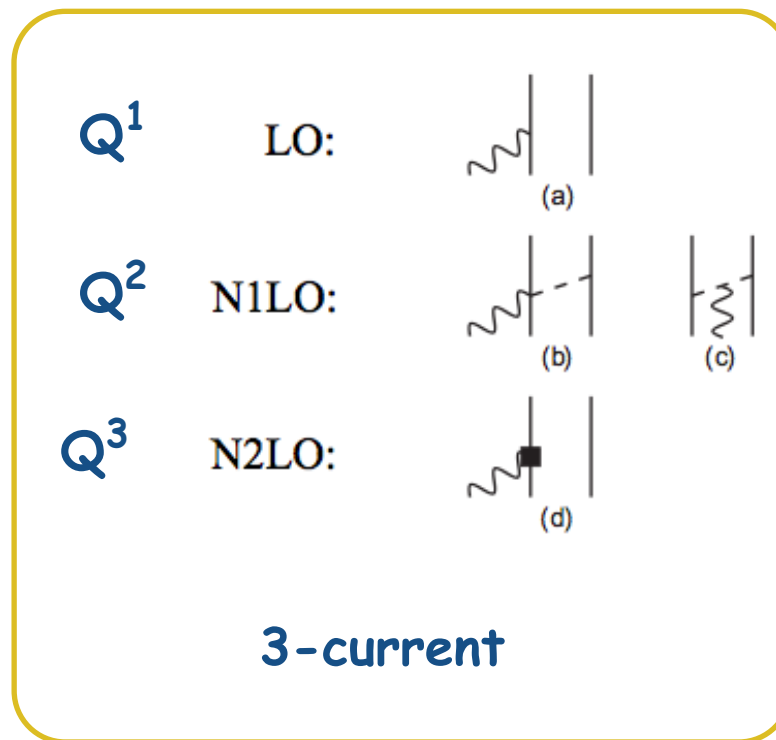 Q¹ LO:
(a)
Q² N1LO:
(b) (c)
Q³ N2LO:
(d)
3-current